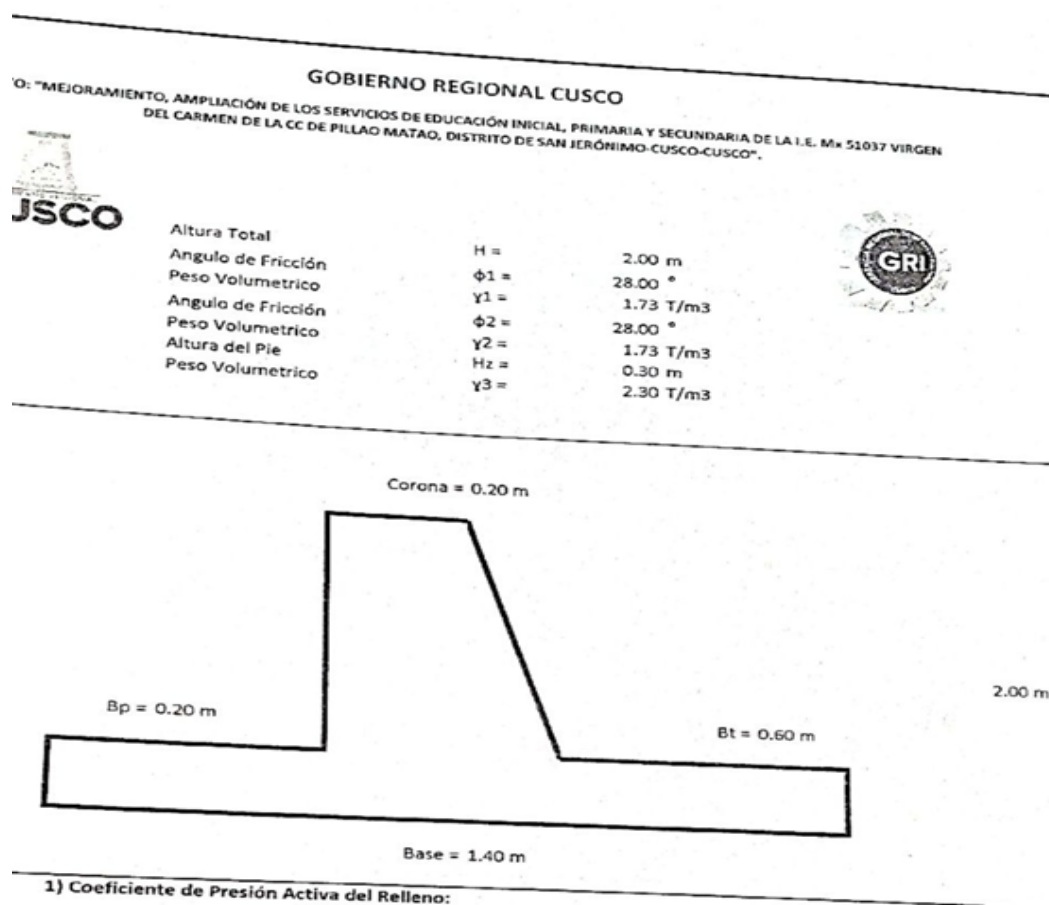 GOBIERNO REGIONAL CUSCO
O: "MEJORAMIENTO, AMPLIACIÓN DE LOS SERVICIOS DE EDUCACIÓN INICIAL, PRIMARIA Y SECUNDARIA DE LA I.E. Mx 51037 VIRGEN
DEL CARMEN DE LA CC DE PILLAO MATAO, DISTRITO DE SAN JERÓNIMO-CUSCO-CUSCO".
USCO
GRI
Altura Total H = 2.00 m
Angulo de Fricción ϕ1 = 28.00 °
Peso Volumetrico γ1 = 1.73 T/m3
Angulo de Fricción ϕ2 = 28.00 °
Peso Volumetrico γ2 = 1.73 T/m3
Altura del Pie Hz = 0.30 m
Peso Volumetrico γ3 = 2.30 T/m3
Corona = 0.20 m
2.00 m
Bp = 0.20 m
Bt = 0.60 m
Base = 1.40 m
1) Coeficiente de Presión Activa del Relleno: